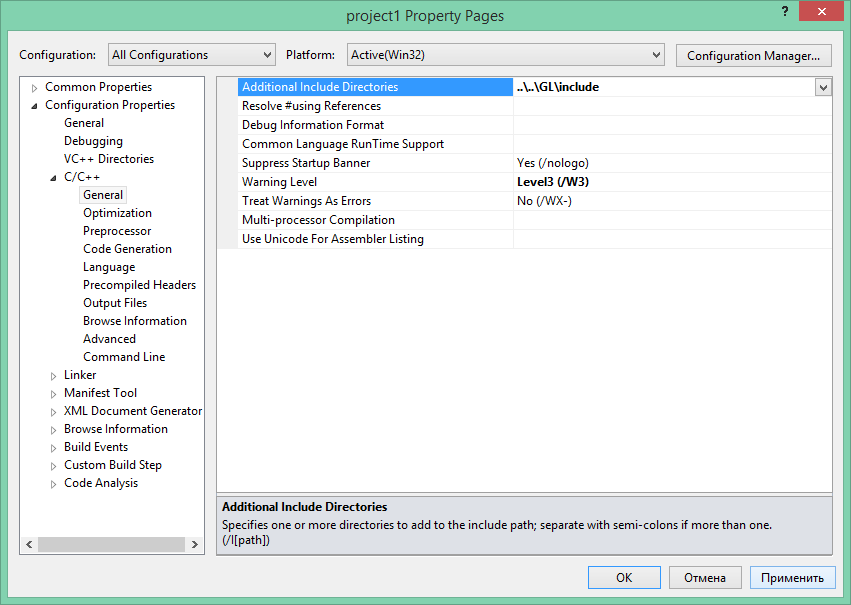 project1 Property Pages
?
Configuration: All Configurations Platform: Active(Win32) Configuration Manager...
Common Properties
Configuration Properties
General
Debugging
VC++ Directories
C/C++
General
Optimization
Preprocessor
Code Generation
Language
Precompiled Headers
Output Files
Browse Information
Advanced
Command Line
Linker
Manifest Tool
XML Document Generator
Browse Information
Build Events
Custom Build Step
Code Analysis
Additional Include Directories ..\..\GL\include
Resolve #using References
Debug Information Format
Common Language RunTime Support
Suppress Startup Banner Yes (/nologo)
Warning Level Level3 (/W3)
Treat Warnings As Errors No (/WX-)
Multi-processor Compilation
Use Unicode For Assembler Listing
Additional Include Directories
Specifies one or more directories to add to the include path; separate with semi-colons if more than one.
(/I[path])
OK Отмена Применить